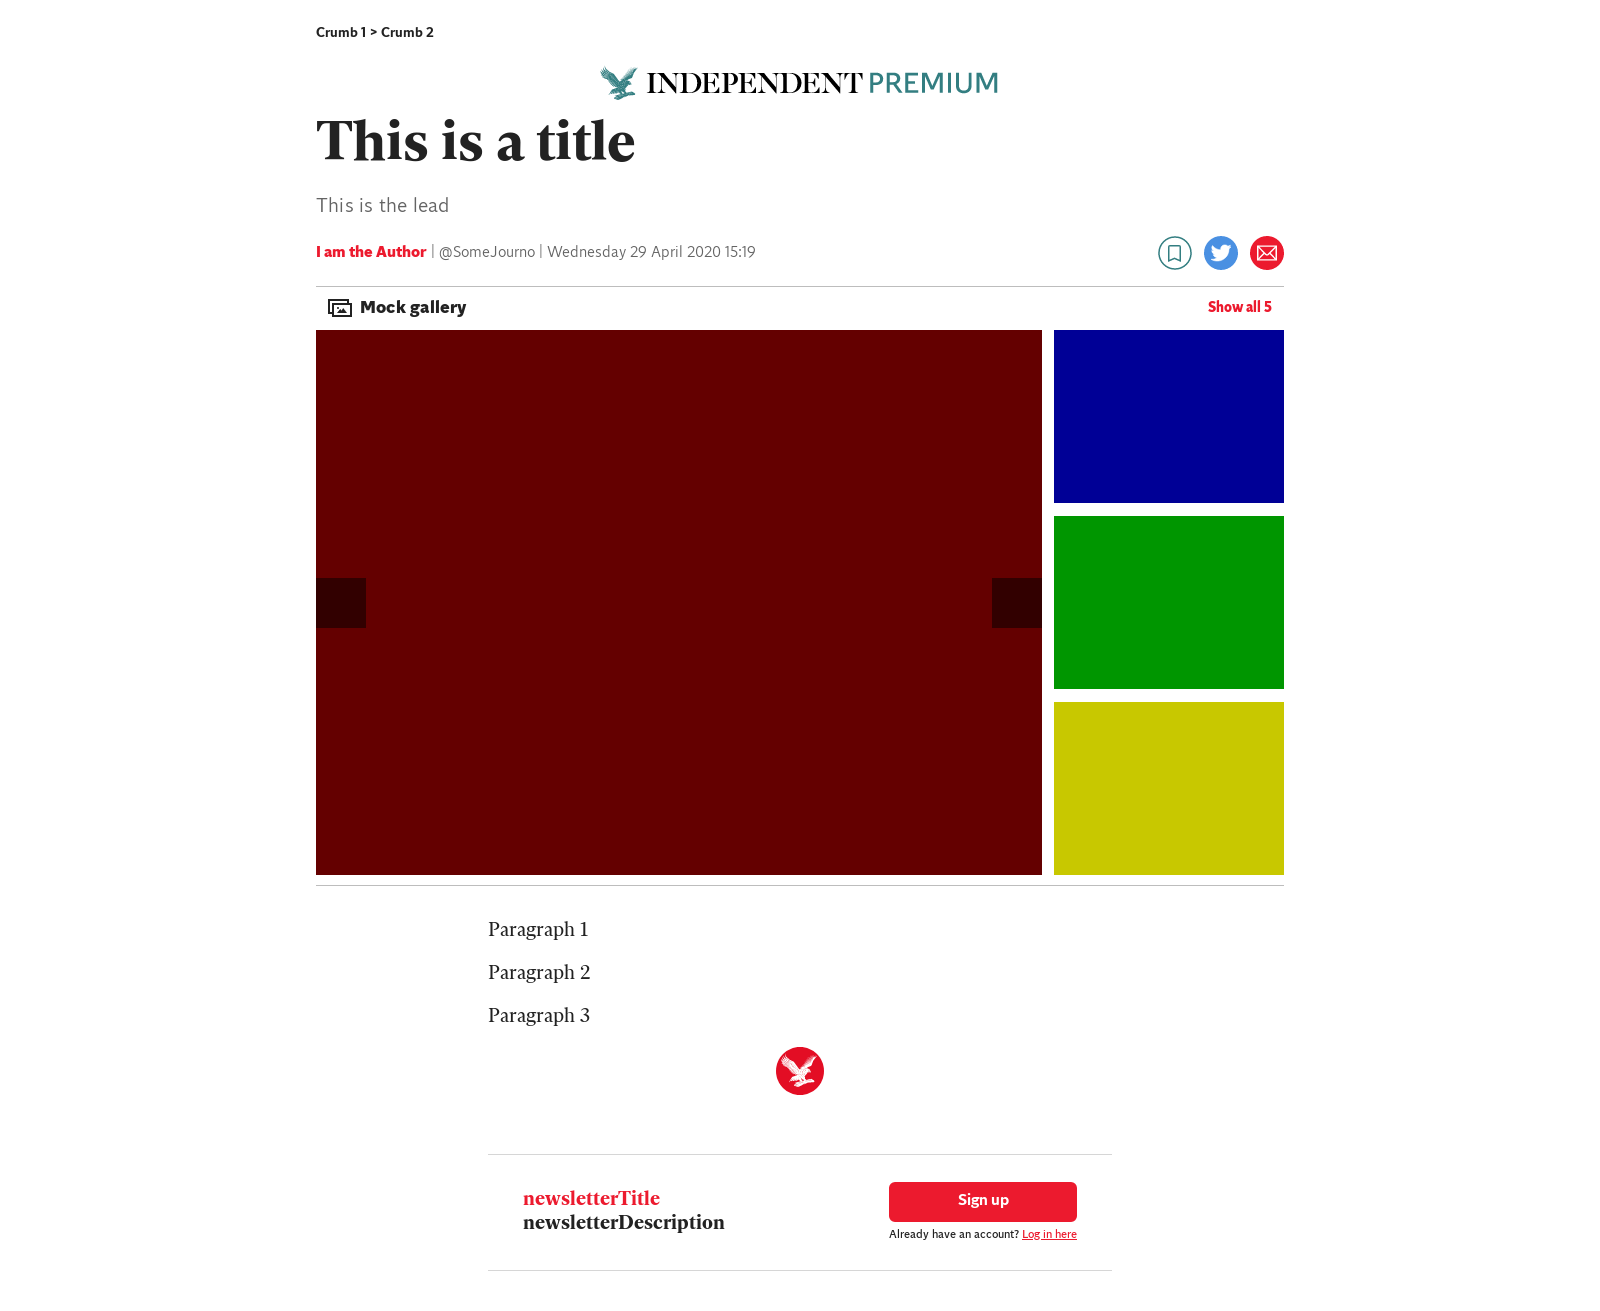 Crumb 1 > Crumb 2
INDEPENDENT PREMIUM
This is a title
This is the lead
I am the Author | @SomeJourno | Wednesday 29 April 2020 15:19
Mock gallery
Show all 5
Paragraph 1
Paragraph 2
Paragraph 3
newsletterTitle
newsletterDescription
Sign up
Already have an account? Log in here